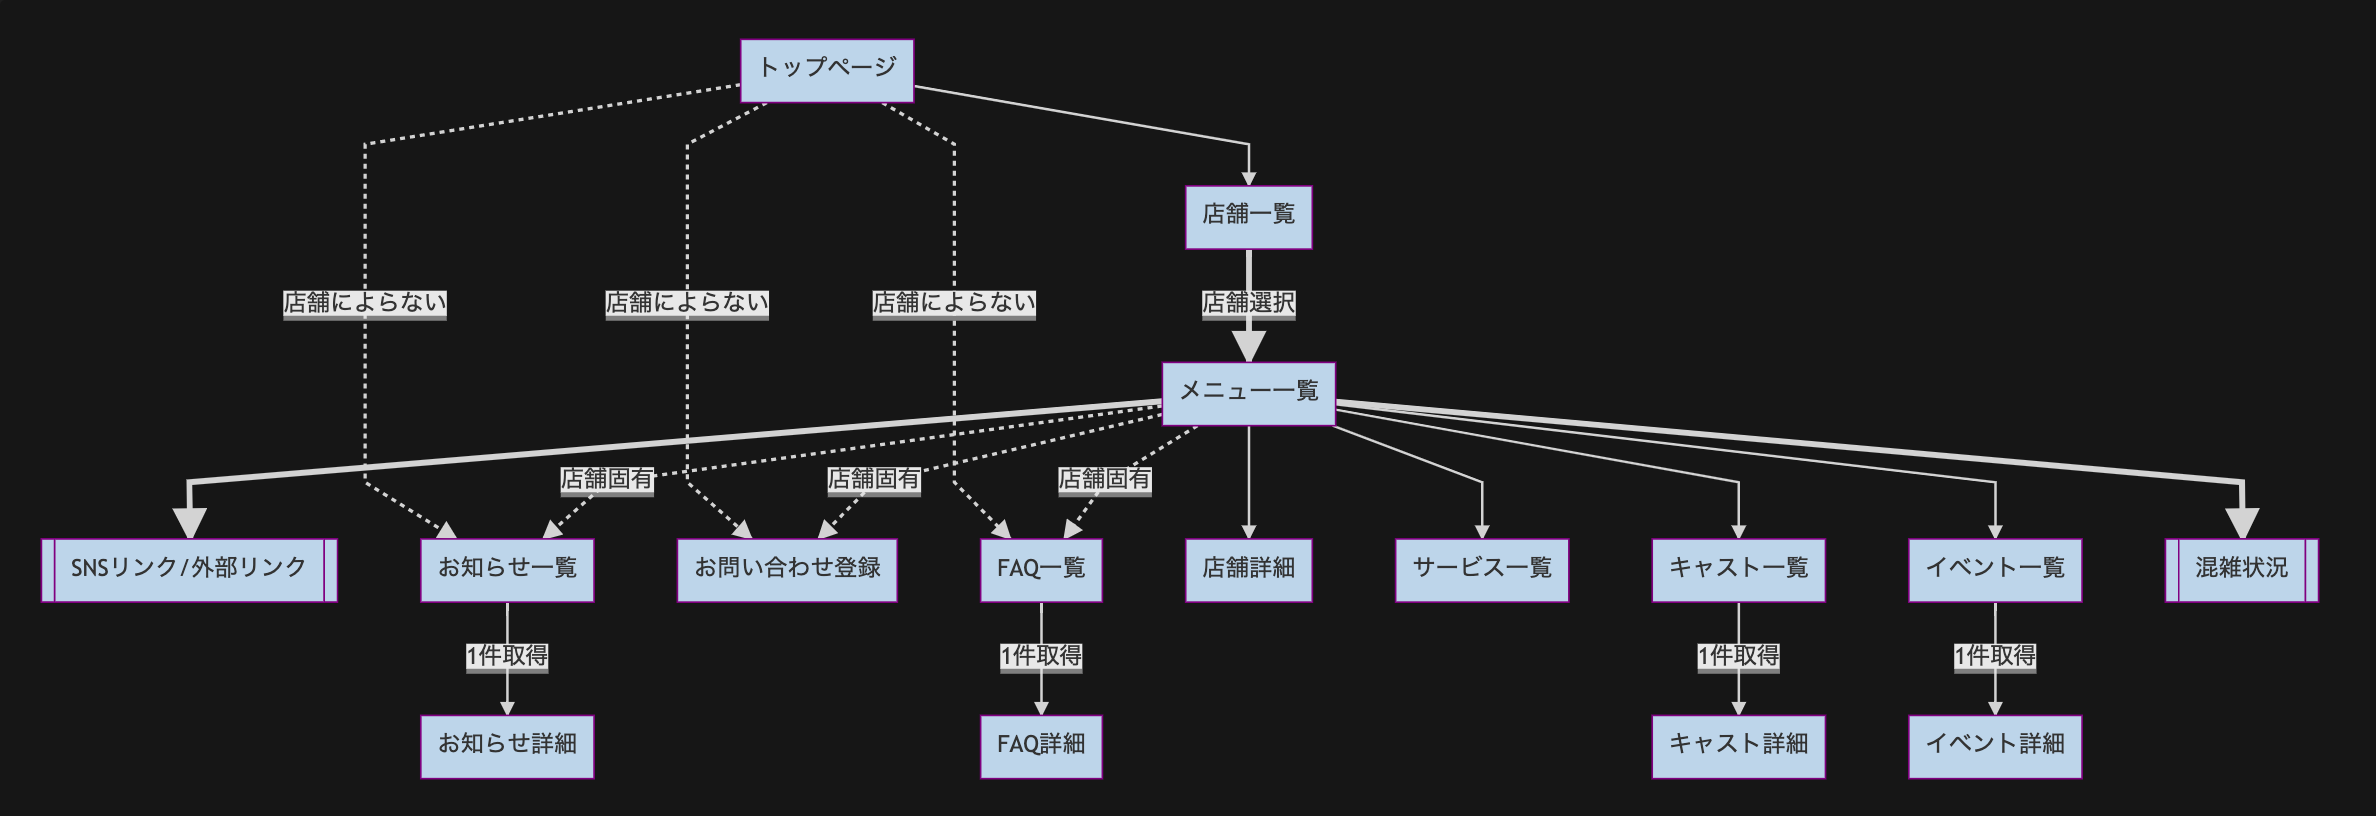 トップページ
店舗一覧
店舗によらない
店舗によらない
店舗によらない
店舗選択
メニュー一覧
店舗固有
店舗固有
店舗固有
SNSリンク/外部リンク
お知らせ一覧
お問い合わせ登録
FAQ一覧
店舗詳細
サービス一覧
キャスト一覧
イベント一覧
混雑状況
1件取得
1件取得
1件取得
1件取得
お知らせ詳細
FAQ詳細
キャスト詳細
イベント詳細